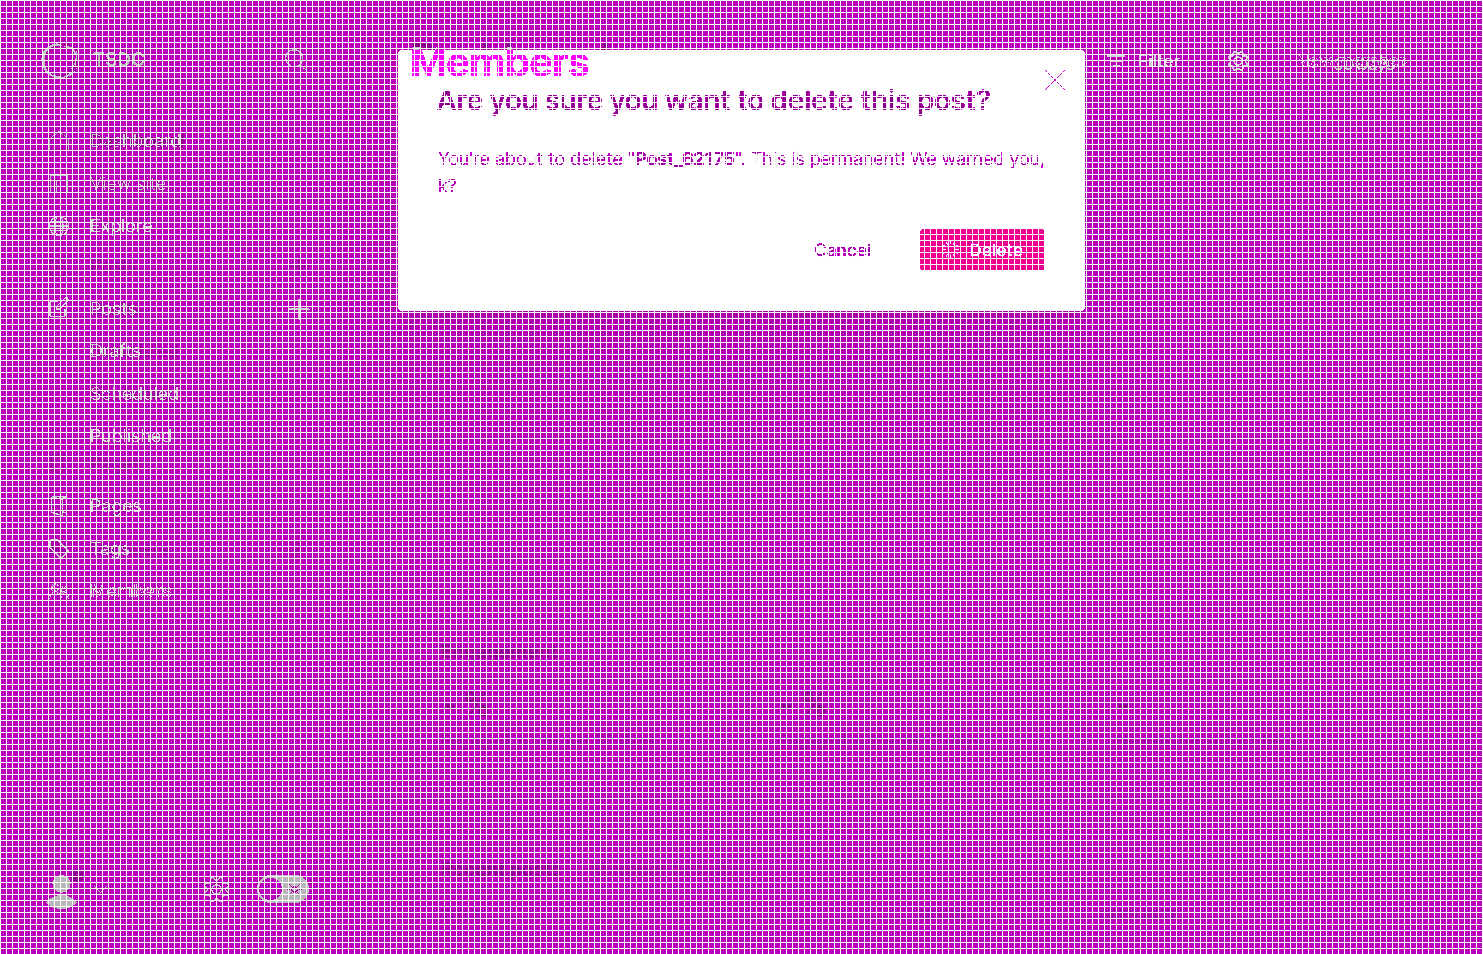 TSDC
Members
Filter
Are you sure you want to delete this post?
You're about to delete "Post_62175". This is permanent! We warned you,
k?
Cancel
Delete
Dashboard
View site
Explore
Posts
Drafts
Scheduled
Published
Pages
Tags
Members